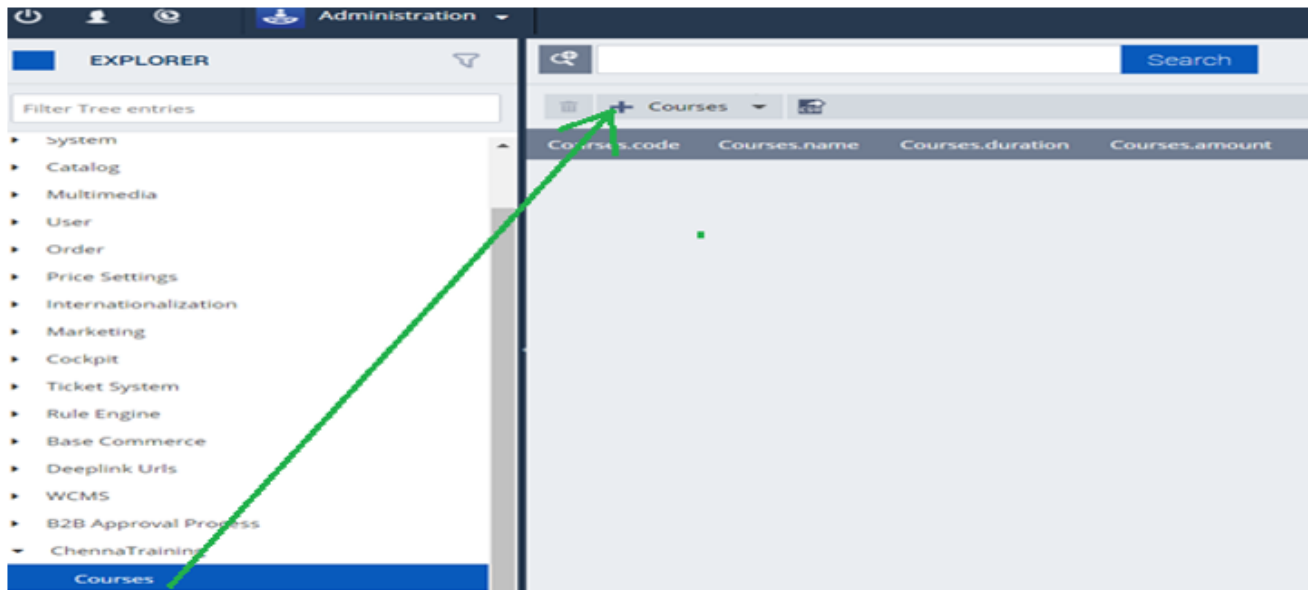 Administration
EXPLORER
Search
Filter Tree entries
Courses
System
Courses.code Courses.name Courses.duration Courses.amount
Catalog
Multimedia
User
Order
Price Settings
Internationalization
Marketing
Cockpit
Ticket System
Rule Engine
Base Commerce
Deeplink Urls
WCMS
B2B Approval Process
ChennaTraining
Courses